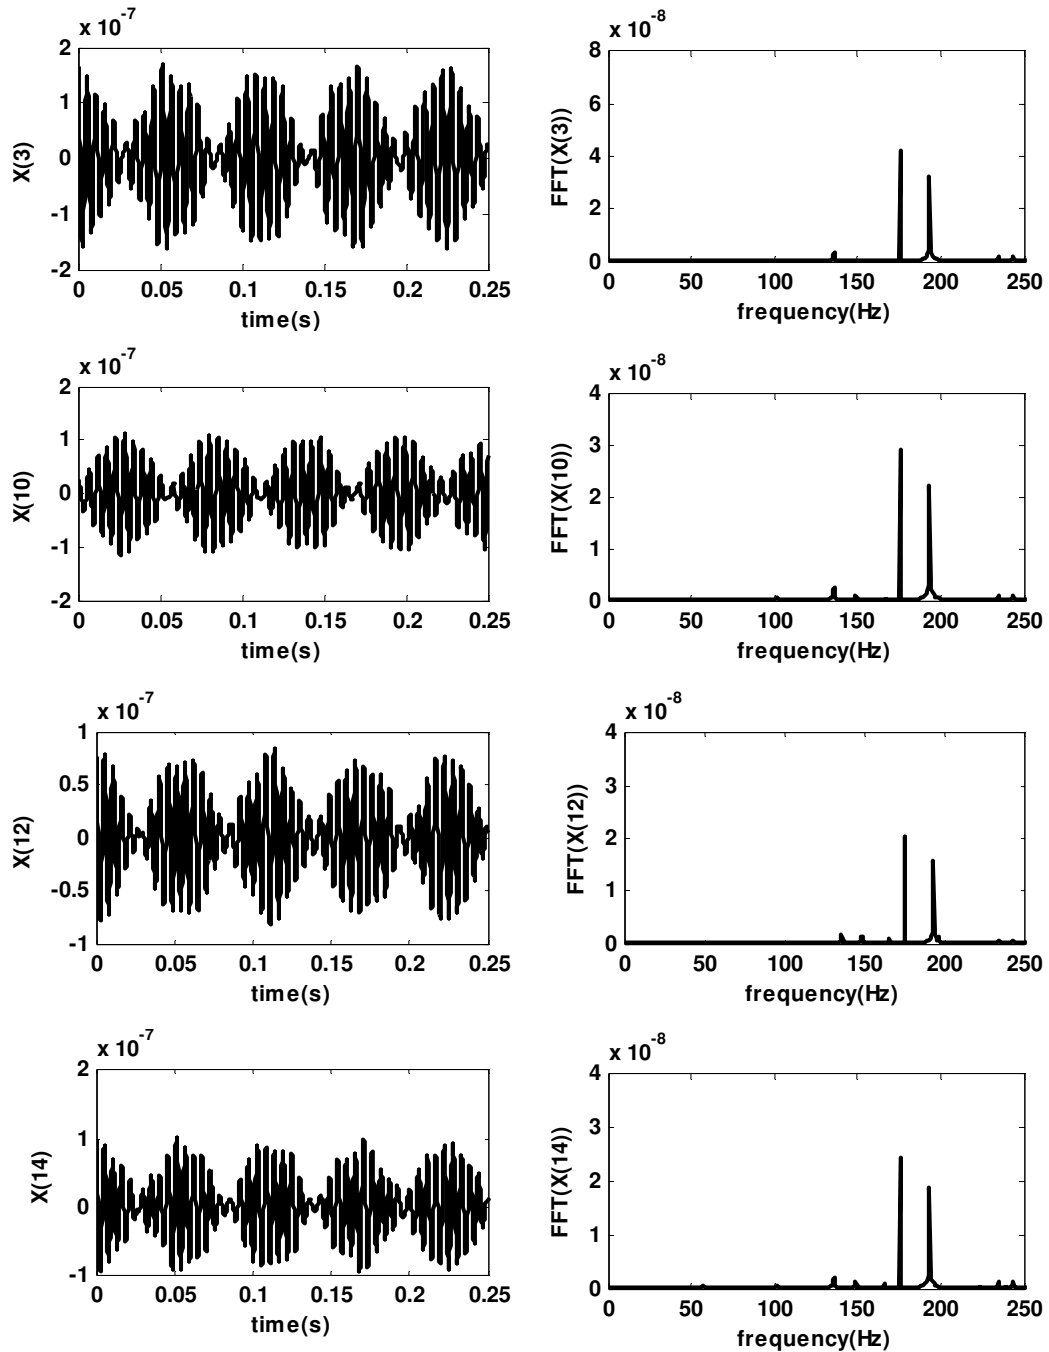 x 10^-7
2
1
0
-1
-2
X(3)
0 0.05 0.1 0.15 0.2 0.25
time(s)
x 10^-8
8
6
4
2
0
FFT(X(3))
0 50 100 150 200 250
frequency(Hz)
x 10^-7
2
1
0
-1
-2
X(10)
0 0.05 0.1 0.15 0.2 0.25
time(s)
x 10^-8
4
3
2
1
0
FFT(X(10))
0 50 100 150 200 250
frequency(Hz)
x 10^-7
1
0.5
0
-0.5
-1
X(12)
0 0.05 0.1 0.15 0.2 0.25
time(s)
x 10^-8
4
3
2
1
0
FFT(X(12))
0 50 100 150 200 250
frequency(Hz)
x 10^-7
2
1
0
-1
X(14)
0 0.05 0.1 0.15 0.2 0.25
time(s)
x 10^-8
4
3
2
1
0
FFT(X(14))
0 50 100 150 200 250
frequency(Hz)